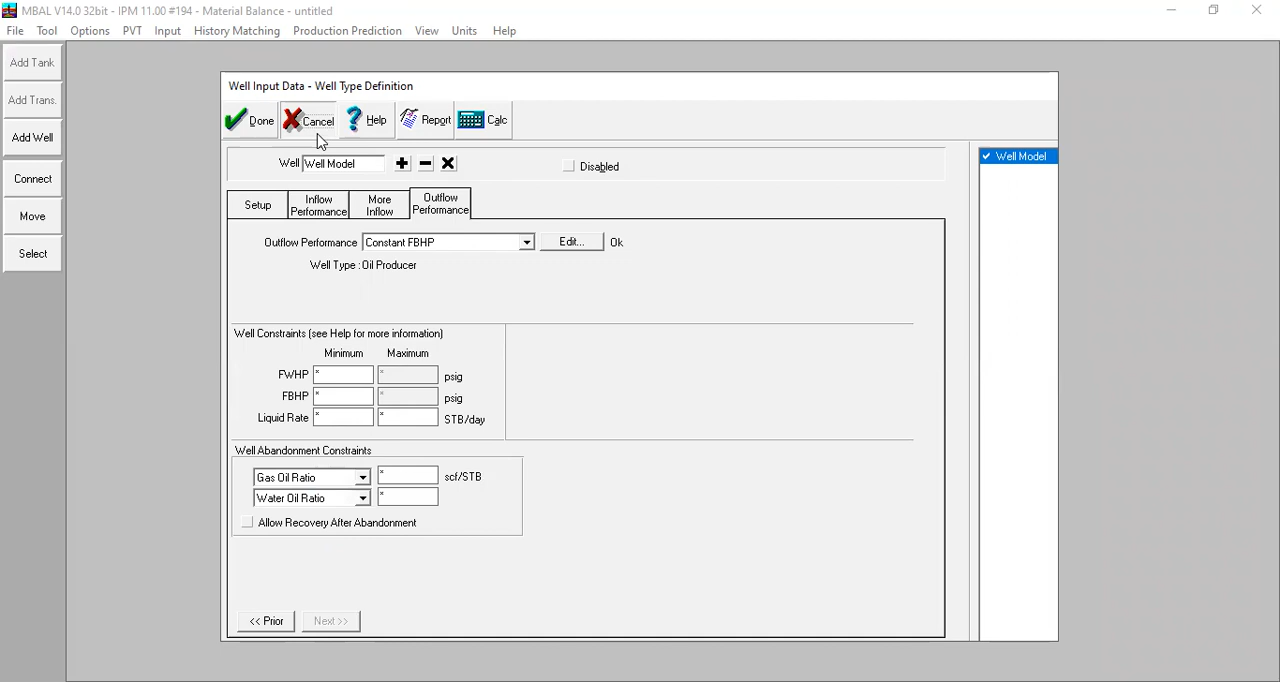 MBAL V14.0 32bit - IPM 11.00 #194 - Material Balance - untitled
File Tool Options PVT Input History Matching Production Prediction View Units Help
Add Tank
Add Trans.
Add Well
Connect
Move
Select
Well Input Data - Well Type Definition
Done Cancel Help Report Calc
Well Well Model Disabled
Well Model
Setup Inflow Performance More Inflow Outflow Performance
Outflow Performance Constant FBHP Edit... Ok
Well Type : Oil Producer
Well Constraints (see Help for more information)
Minimum Maximum
FWHP * * psig
FBHP * * psig
Liquid Rate * * STB/day
Well Abandonment Constraints
Gas Oil Ratio * scf/STB
Water Oil Ratio *
Allow Recovery After Abandonment
<< Prior Next >>